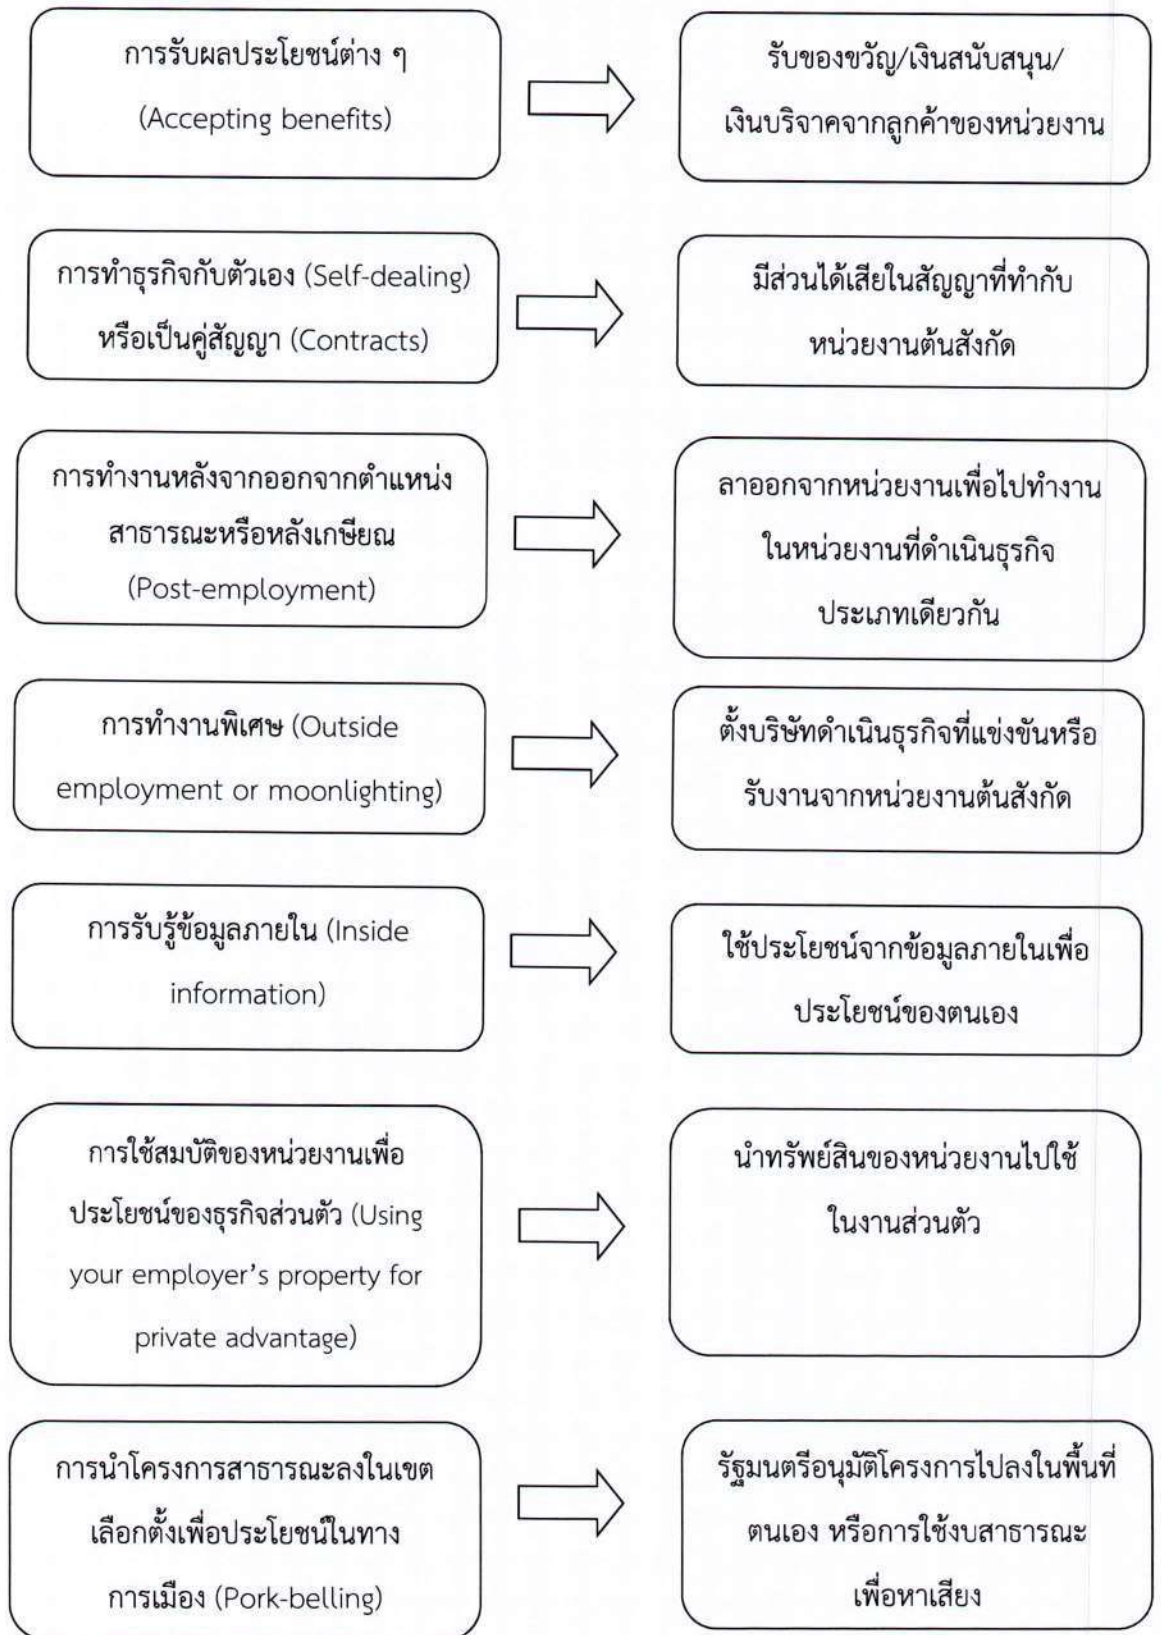 การรับผลประโยชน์ต่าง ๆ
(Accepting benefits)
รับของขวัญ/เงินสนับสนุน/
เงินบริจาคจากลูกค้าของหน่วยงาน
การทำธุรกิจกับตัวเอง (Self-dealing)
หรือเป็นคู่สัญญา (Contracts)
มีส่วนได้เสียในสัญญาที่ทำกับ
หน่วยงานต้นสังกัด
การทำงานหลังจากออกจากตำแหน่ง
สาธารณะหรือหลังเกษียณ
(Post-employment)
ลาออกจากหน่วยงานเพื่อไปทำงาน
ในหน่วยงานที่ดำเนินธุรกิจ
ประเภทเดียวกัน
การทำงานพิเศษ (Outside
employment or moonlighting)
ตั้งบริษัทดำเนินธุรกิจที่แข่งขันหรือ
รับงานจากหน่วยงานต้นสังกัด
การรับรู้ข้อมูลภายใน (Inside
information)
ใช้ประโยชน์จากข้อมูลภายในเพื่อ
ประโยชน์ของตนเอง
การใช้สมบัติของหน่วยงานเพื่อ
ประโยชน์ของธุรกิจส่วนตัว (Using
your employer's property for
private advantage)
นำทรัพย์สินของหน่วยงานไปใช้
ในงานส่วนตัว
การนำโครงการสาธารณะลงในเขต
เลือกตั้งเพื่อประโยชน์ในทาง
การเมือง (Pork-belling)
รัฐมนตรีอนุมัติโครงการไปลงในพื้นที่
ตนเอง หรือการใช้งบสาธารณะ
เพื่อหาเสียง